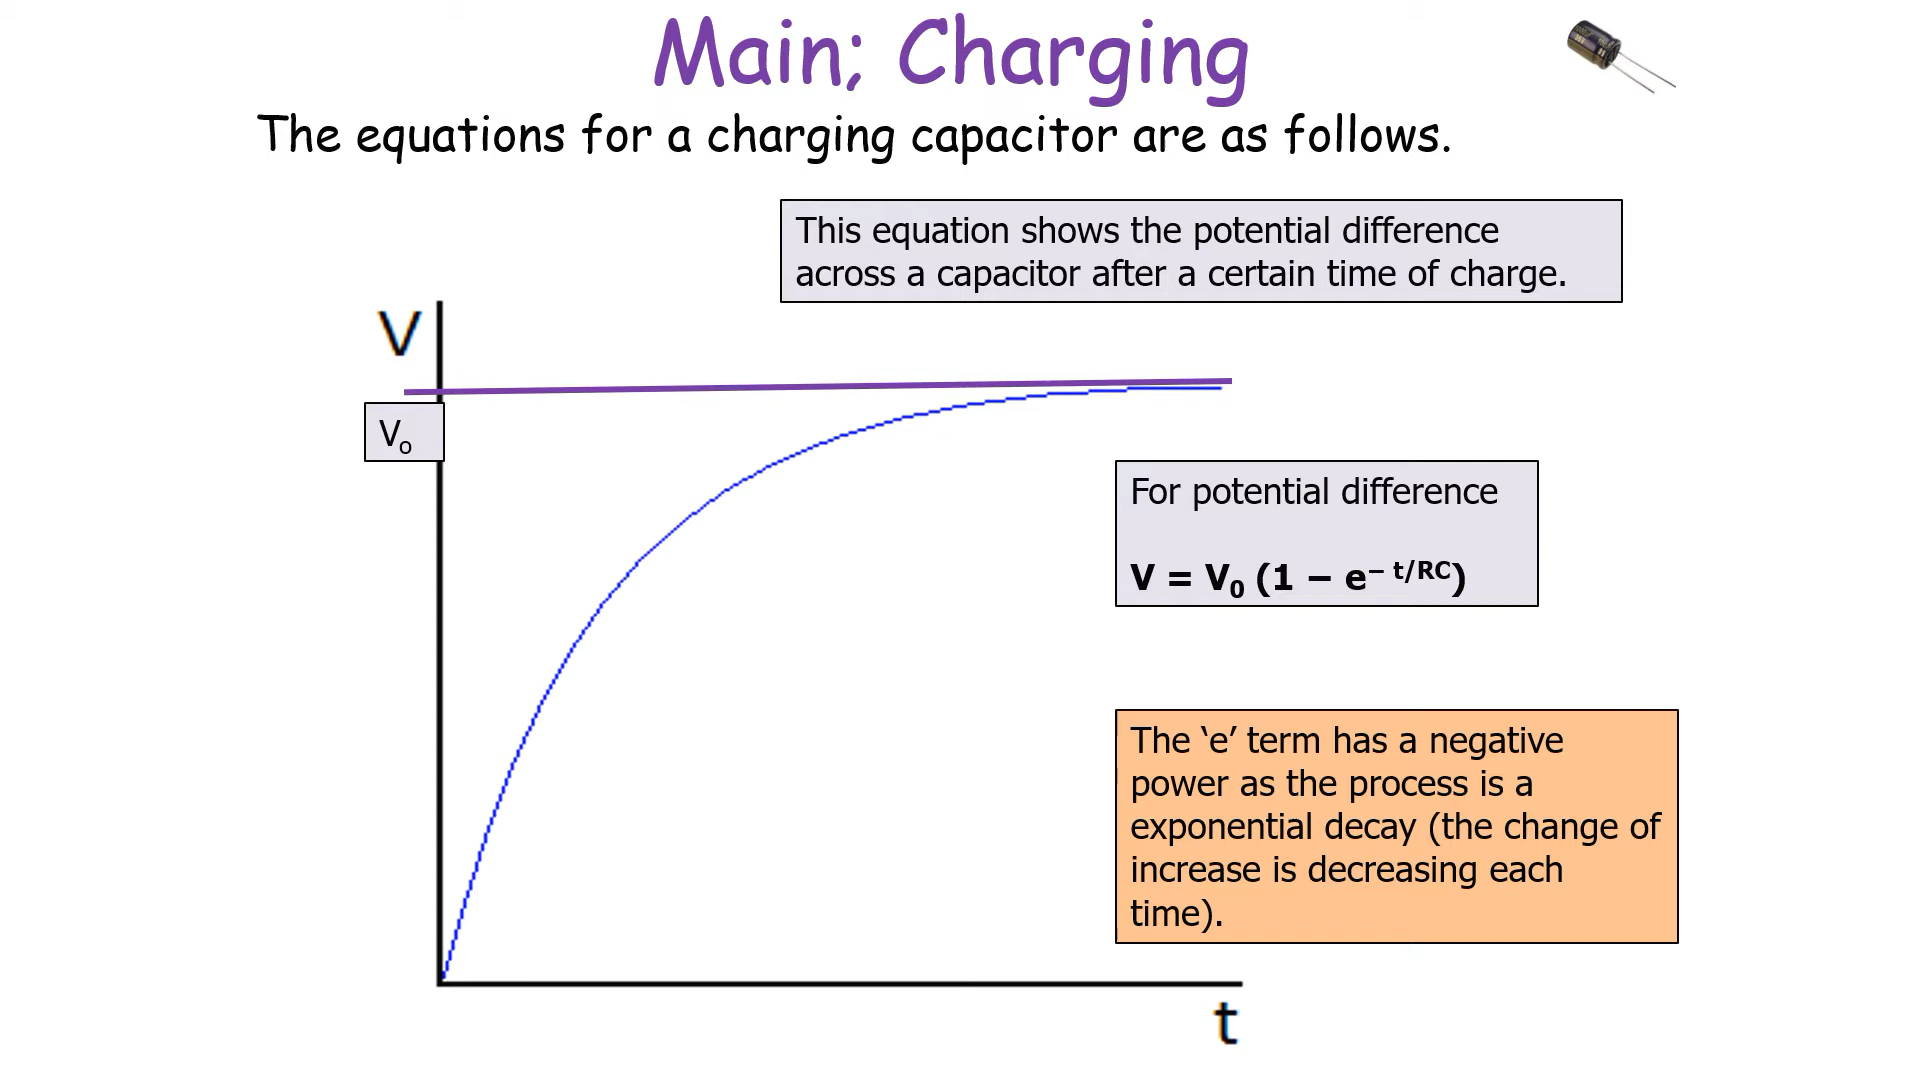 Main; Charging
The equations for a charging capacitor are as follows.
This equation shows the potential difference
across a capacitor after a certain time of charge.
V
Vo
For potential difference
V = V0 (1 – e– t/RC)
The ‘e’ term has a negative
power as the process is a
exponential decay (the change of
increase is decreasing each
time).
t